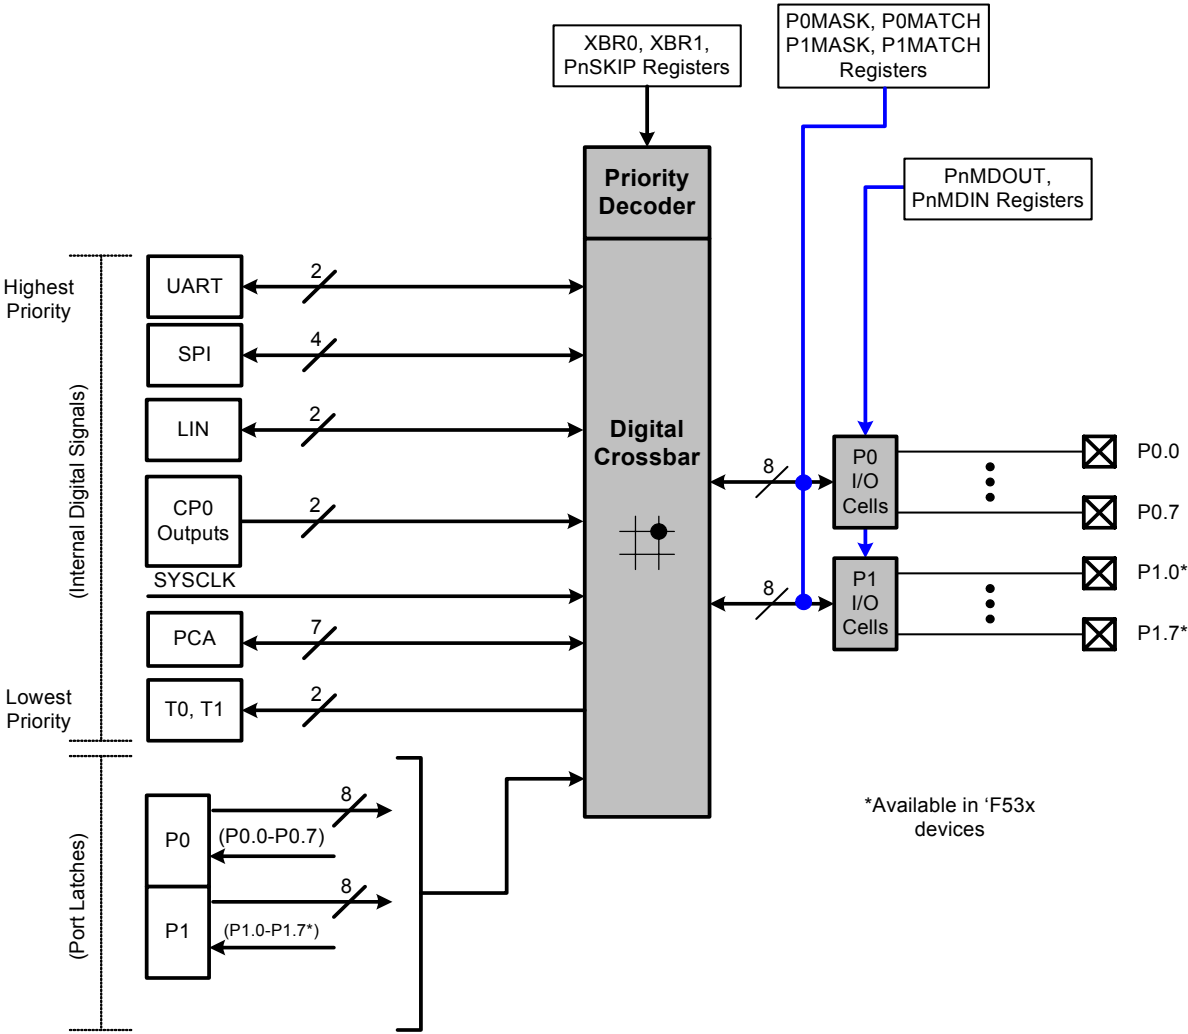 XBR0, XBR1,
PnSKIP Registers
P0MASK, P0MATCH
P1MASK, P1MATCH
Registers
PnMDOUT,
PnMDIN Registers
Priority
Decoder
Highest
Priority
(Internal Digital Signals)
UART
2
SPI
4
LIN
2
CP0
Outputs
2
SYSCLK
PCA
7
Lowest
Priority
T0, T1
2
Digital
Crossbar
8
P0
I/O
Cells
P0.0
P0.7
8
P1
I/O
Cells
P1.0*
P1.7*
(Port Latches)
P0
8
(P0.0-P0.7)
P1
8
(P1.0-P1.7*)
*Available in ‘F53x
devices